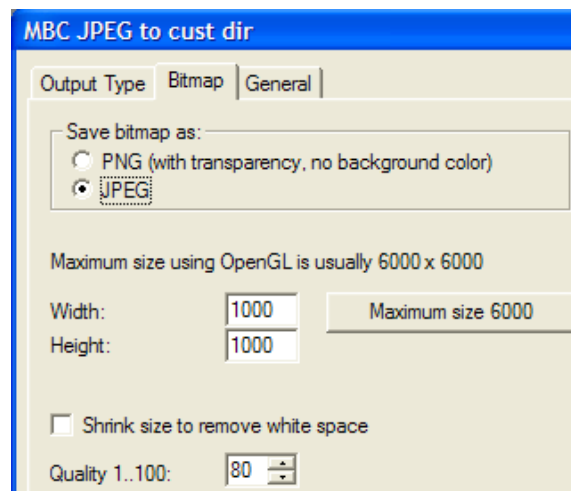 MBC JPEG to cust dir
Output Type Bitmap General
Save bitmap as:
PNG (with transparency, no background color)
JPEG
Maximum size using OpenGL is usually 6000 x 6000
Width: 1000 Maximum size 6000
Height: 1000
Shrink size to remove white space
Quality 1..100: 80